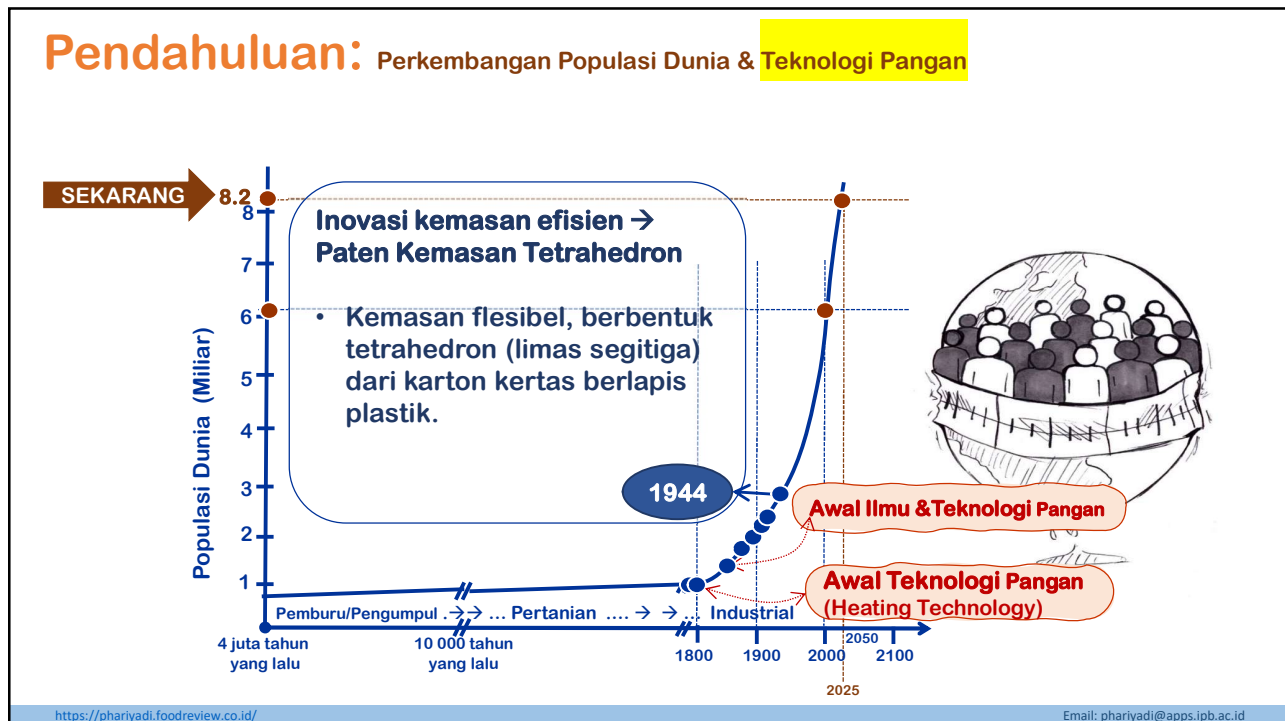 Pendahuluan: Perkembangan Populasi Dunia & Teknologi Pangan
SEKARANG
8.2
8
7
6
5
4
3
2
1
Populasi Dunia (Miliar)
Inovasi kemasan efisien →
Paten Kemasan Tetrahedron
• Kemasan flesibel, berbentuk
tetrahedron (limas segitiga)
dari karton kertas berlapis
plastik.
1944
Awal Ilmu &Teknologi Pangan
Awal Teknologi Pangan
(Heating Technology)
Pemburu/Pengumpul .→→ ... Pertanian .... → → ... Industrial
4 juta tahun
yang lalu
10 000 tahun
yang lalu
1800
1900
2000
2050
2100
2025
https://phariyadi.foodreview.co.id/
Email: phariyadi@apps.ipb.ac.id